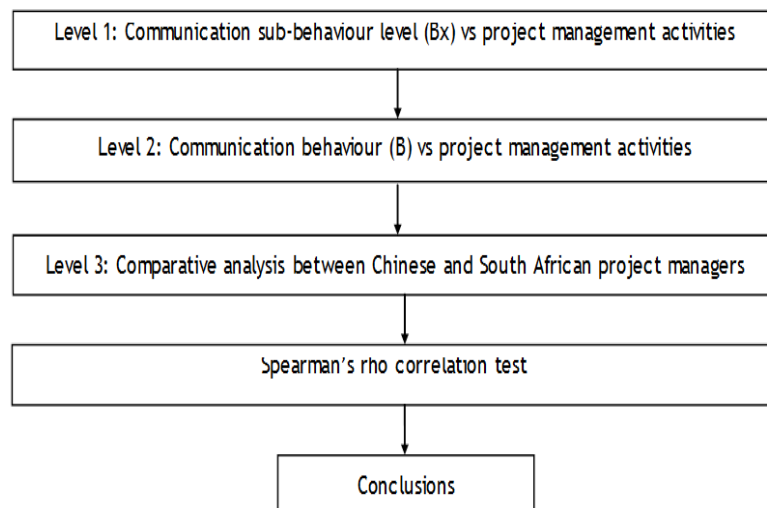 Level 1: Communication sub-behaviour level (Bx) vs project management activities
Level 2: Communication behaviour (B) vs project management activities
Level 3: Comparative analysis between Chinese and South African project managers
Spearman's rho correlation test
Conclusions